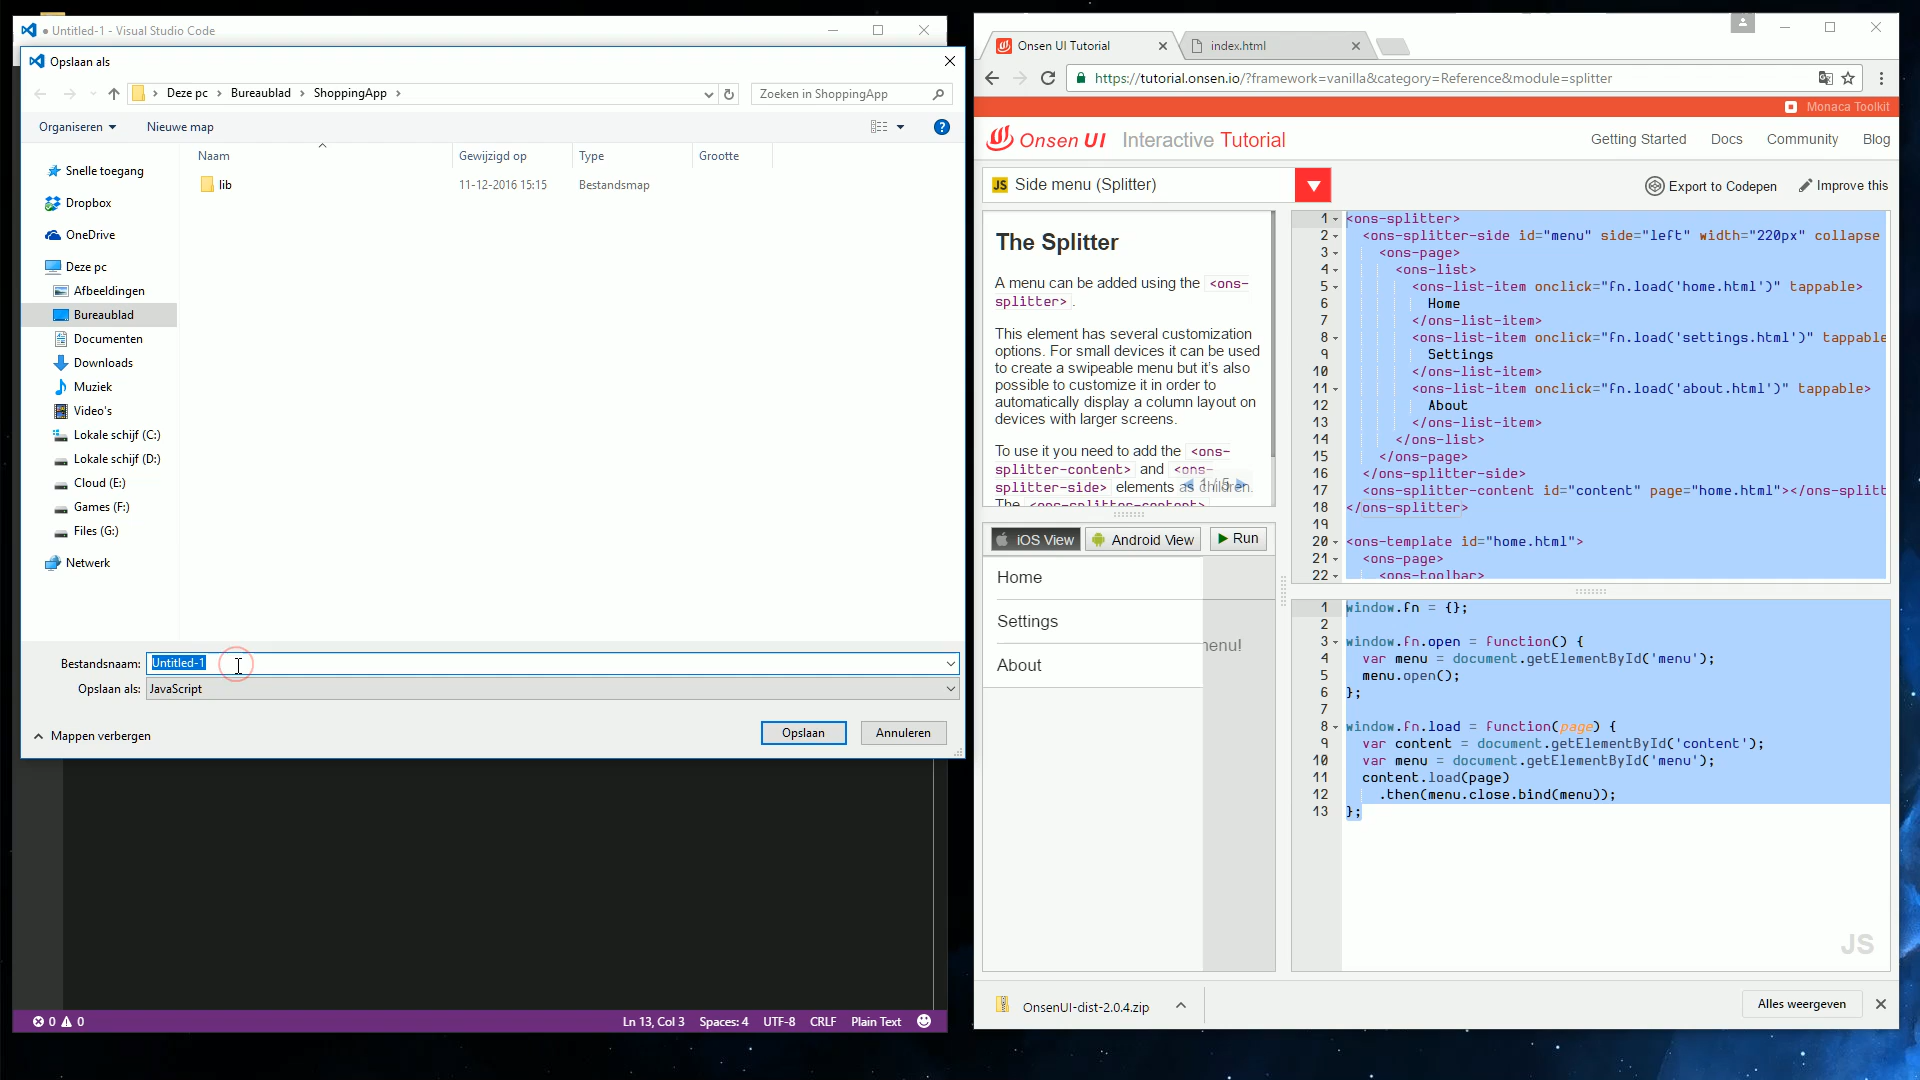 ● Untitled-1 - Visual Studio Code
Opslaan als
Deze pc
Bureaublad
ShoppingApp
Zoeken in ShoppingApp
Organiseren
Nieuwe map
?
Naam
Gewijzigd op
Type
Grootte
lib
11-12-2016 15:15
Bestandsmap
Snelle toegang
Dropbox
OneDrive
Deze pc
Afbeeldingen
Bureaublad
Documenten
Downloads
Muziek
Video's
Lokale schijf (C:)
Lokale schijf (D:)
Cloud (E:)
Games (F:)
Files (G:)
Netwerk
Bestandsnaam: Untitled-1
Opslaan als: JavaScript
Mappen verbergen
Opslaan
Annuleren
0 0
Ln 13, Col 3
Spaces: 4
UTF-8
CRLF
Plain Text
Onsen UI Tutorial
index.html
https://tutorial.onsen.io/?framework=vanilla&category=Reference&module=splitter
Monaca Toolkit
Onsen UI Interactive Tutorial
Getting Started
Docs
Community
Blog
JS Side menu (Splitter)
Export to Codepen
Improve this
The Splitter
A menu can be added using the <ons-
splitter> .
This element has several customization
options. For small devices it can be used
to create a swipeable menu but it's also
possible to customize it in order to
automatically display a column layout on
devices with larger screens.
To use it you need to add the <ons-
splitter-content> and <ons-
splitter-side> elements as children.
1 / 5
The <ons-splitter-content>
iOS View
Android View
Run
Home
Settings
About
menu!
1 <ons-splitter>
2 <ons-splitter-side id="menu" side="left" width="220px" collapse
3 <ons-page>
4 <ons-list>
5 <ons-list-item onclick="fn.load('home.html')" tappable>
6 Home
7 </ons-list-item>
8 <ons-list-item onclick="fn.load('settings.html')" tappable
9 Settings
10 </ons-list-item>
11 <ons-list-item onclick="fn.load('about.html')" tappable>
12 About
13 </ons-list-item>
14 </ons-list>
15 </ons-page>
16 </ons-splitter-side>
17 <ons-splitter-content id="content" page="home.html"></ons-splitt
18 </ons-splitter>
19
20 <ons-template id="home.html">
21 <ons-page>
22 <ons-toolbar>
1 window.fn = {};
2
3 window.fn.open = function() {
4 var menu = document.getElementById('menu');
5 menu.open();
6 };
7
8 window.fn.load = function(page) {
9 var content = document.getElementById('content');
10 var menu = document.getElementById('menu');
11 content.load(page)
12 .then(menu.close.bind(menu));
13 };
JS
OnsenUI-dist-2.0.4.zip
Alles weergeven